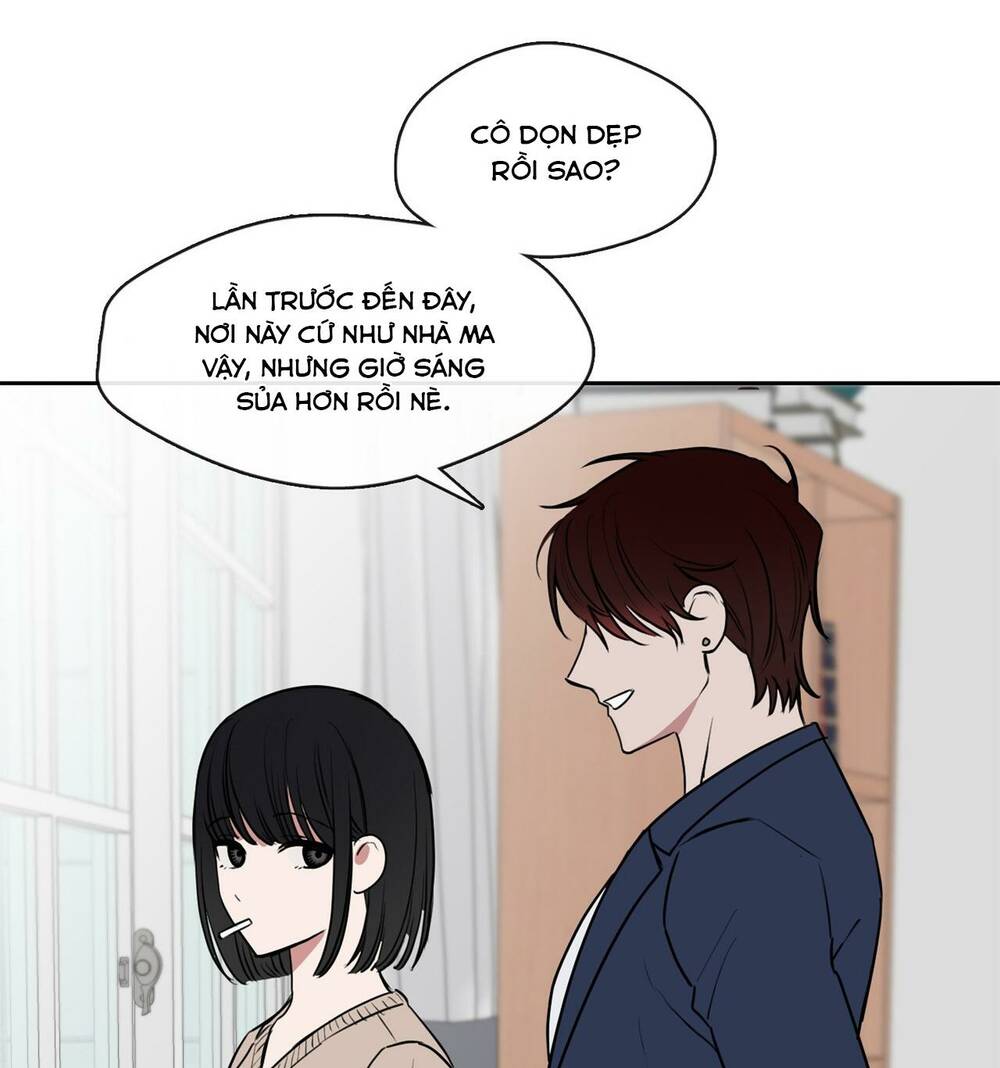 CÔ DỌN DẸP
RỒI SAO?
LẦN TRƯỚC ĐẾN ĐÂY,
NƠI NÀY CỨ NHƯ NHÀ MA
VẬY, NHƯNG GIỜ SÁNG
SỦA HƠN RỒI NÈ.